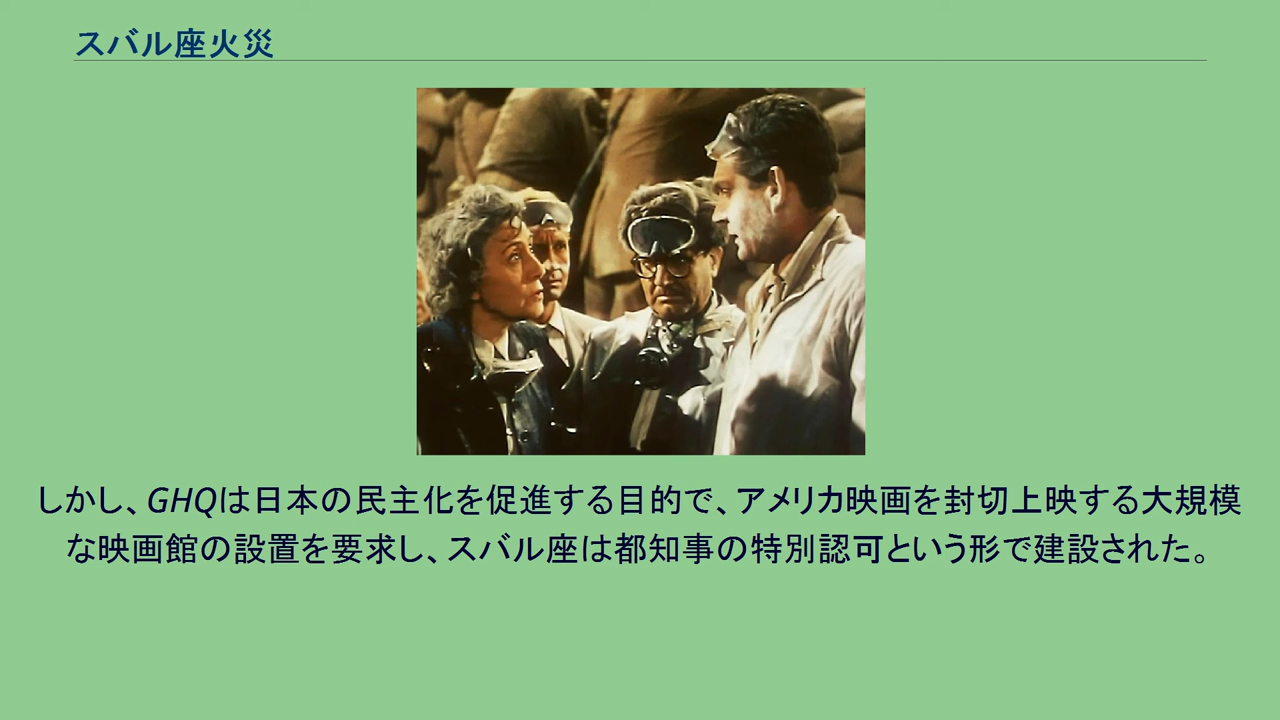 スバル座火災
しかし、GHQは日本の民主化を促進する目的で、アメリカ映画を封切上映する大規模
な映画館の設置を要求し、スバル座は都知事の特別認可という形で建設された。